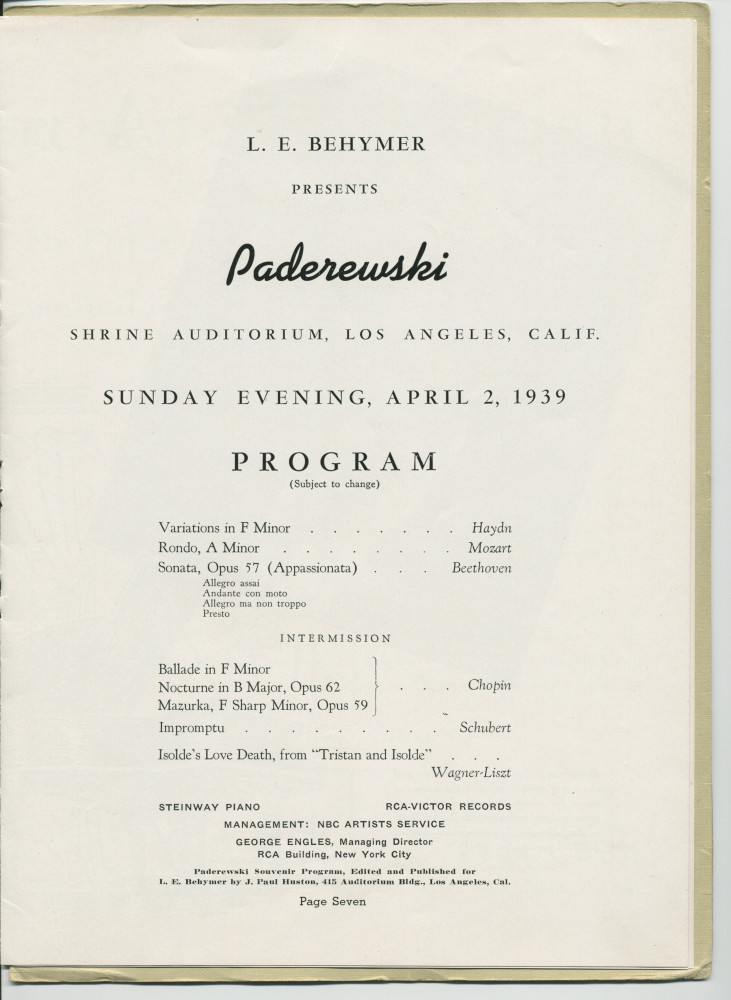 L. E. BEHYMER
PRESENTS
Paderewski
SHRINE AUDITORIUM, LOS ANGELES, CALIF.
SUNDAY EVENING, APRIL 2, 1939
PROGRAM
(Subject to change)
Variations in F Minor . . . . . . . Haydn
Rondo, A Minor . . . . . . . . Mozart
Sonata, Opus 57 (Appassionata) . . . Beethoven
Allegro assai
Andante con moto
Allegro ma non troppo
Presto
INTERMISSION
Ballade in F Minor
Nocturne in B Major, Opus 62 . . . Chopin
Mazurka, F Sharp Minor, Opus 59
Impromptu . . . . . . . . . Schubert
Isolde's Love Death, from "Tristan and Isolde" . . .
Wagner-Liszt
STEINWAY PIANO RCA-VICTOR RECORDS
MANAGEMENT: NBC ARTISTS SERVICE
GEORGE ENGLES, Managing Director
RCA Building, New York City
Paderewski Souvenir Program, Edited and Published for
L. E. Behymer by J. Paul Huston, 415 Auditorium Bldg., Los Angeles, Cal.
Page Seven